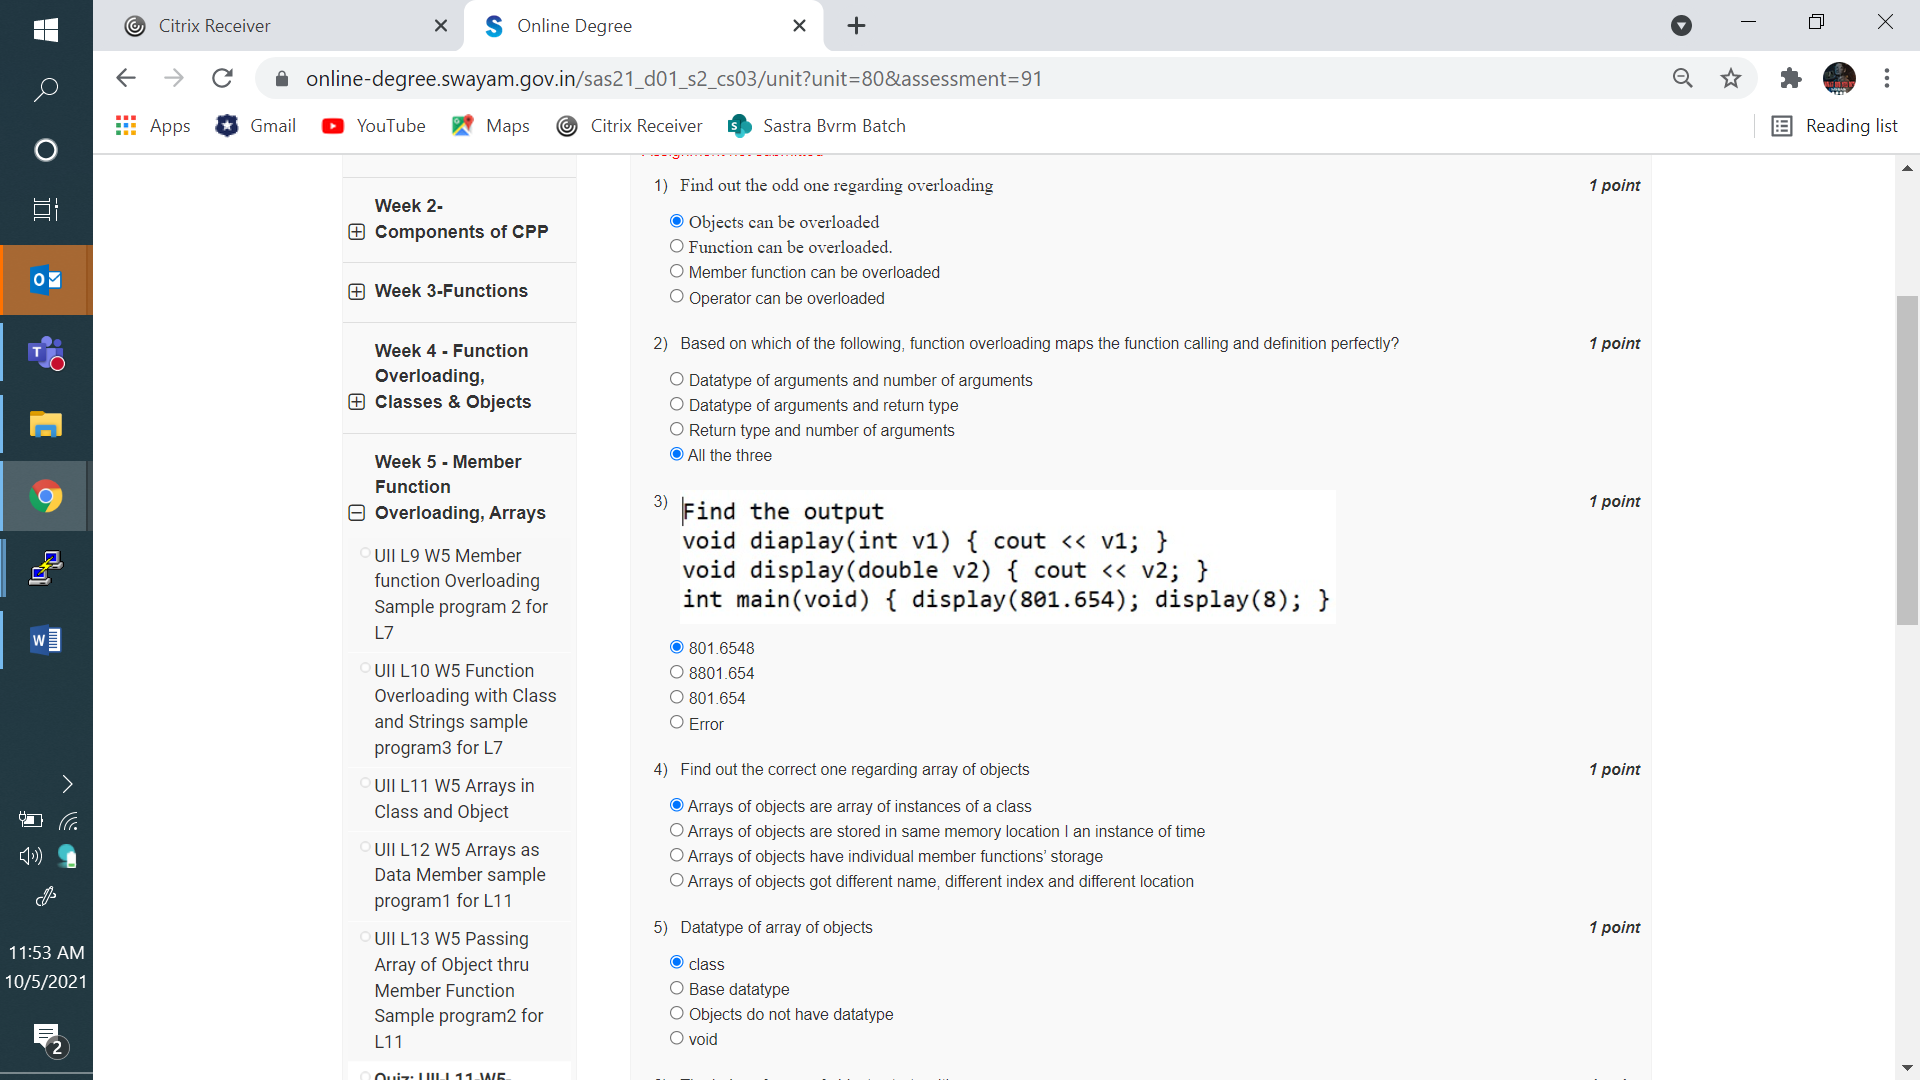 Citrix Receiver
Online Degree
online-degree.swayam.gov.in/sas21_d01_s2_cs03/unit?unit=80&assessment=91
Apps
Gmail
YouTube
Maps
Citrix Receiver
Sastra Bvrm Batch
Reading list
Week 2-
Components of CPP
Week 3-Functions
Week 4 - Function
Overloading,
Classes & Objects
Week 5 - Member
Function
Overloading, Arrays
UII L9 W5 Member
function Overloading
Sample program 2 for
L7
UII L10 W5 Function
Overloading with Class
and Strings sample
program3 for L7
UII L11 W5 Arrays in
Class and Object
UII L12 W5 Arrays as
Data Member sample
program1 for L11
UII L13 W5 Passing
Array of Object thru
Member Function
Sample program2 for
L11
1) Find out the odd one regarding overloading 1 point
Objects can be overloaded
Function can be overloaded.
Member function can be overloaded
Operator can be overloaded
2) Based on which of the following, function overloading maps the function calling and definition perfectly? 1 point
Datatype of arguments and number of arguments
Datatype of arguments and return type
Return type and number of arguments
All the three
3) Find the output 1 point
void diaplay(int v1) { cout << v1; }
void display(double v2) { cout << v2; }
int main(void) { display(801.654); display(8); }
801.6548
8801.654
801.654
Error
4) Find out the correct one regarding array of objects 1 point
Arrays of objects are array of instances of a class
Arrays of objects are stored in same memory location I an instance of time
Arrays of objects have individual member functions' storage
Arrays of objects got different name, different index and different location
5) Datatype of array of objects 1 point
class
Base datatype
Objects do not have datatype
void
11:53 AM
10/5/2021
2